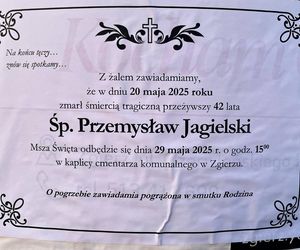 Na końcu tęczy...
znów się spotkamy...
Z żalem zawiadamiamy,
że w dniu 20 maja 2025 roku
zmarł śmiercią tragiczną przeżywszy 42 lata
Śp. Przemysław Jagielski
Msza Święta odbędzie się dnia 29 maja 2025 r. o godz. 15⁰⁰
w kaplicy cmentarza komunalnego w Zgierzu.
O pogrzebie zawiadamia pogrążona w smutku Rodzina